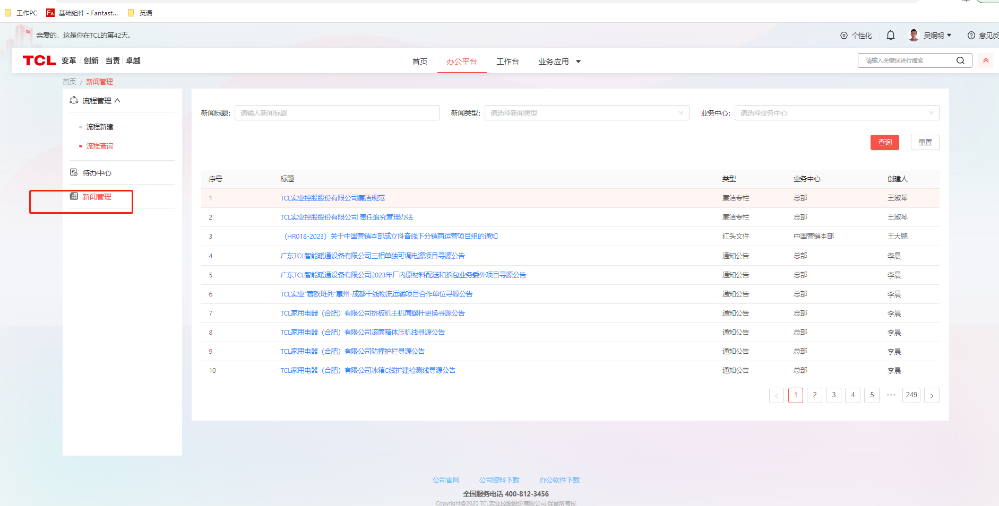 工作PC 基础组件 - Fantast... 英语
亲爱的，这是你在TCL的第42天。 个性化 吴炯明 意见反
TCL 变革 创新 当责 卓越 首页 办公平台 工作台 业务应用 请输入关键词进行搜索
首页 / 新闻管理
流程管理
流程新建
流程查询
待办中心
新闻管理
新闻标题： 请输入新闻标题 新闻类型： 请选择新闻类型 业务中心： 请选择业务中心
查询 重置
序号 标题 类型 业务中心 创建人
1 TCL实业控股股份有限公司廉洁规范 廉洁专栏 总部 王淑琴
2 TCL实业控股股份有限公司 责任追究管理办法 廉洁专栏 总部 王淑琴
3 （HR018-2023）关于中国营销本部成立抖音线下分销商运营项目组的通知 红头文件 中国营销本部 王大鹏
4 广东TCL智能暖通设备有限公司三相单独可调电源项目寻源公告 通知公告 总部 李晨
5 广东TCL智能暖通设备有限公司2023年厂内原材料配送和拆包业务委外项目寻源公告 通知公告 总部 李晨
6 TCL实业“蓉欧班列”惠州-成都干线物流运输项目合作单位寻源公告 通知公告 总部 李晨
7 TCL家用电器（合肥）有限公司挤板机主机筒螺杆更换寻源公告 通知公告 总部 李晨
8 TCL家用电器（合肥）有限公司滚筒箱体压机线寻源公告 通知公告 总部 李晨
9 TCL家用电器（合肥）有限公司防撞护栏寻源公告 通知公告 总部 李晨
10 TCL家用电器（合肥）有限公司冰箱C线扩建检测线寻源公告 通知公告 总部 李晨
< 1 2 3 4 5 ••• 249 >
公司官网 公司资料下载 办公软件下载
全国服务电话 400-812-3456
Copyright@2020 TCL实业控股股份有限公司.保留所有权